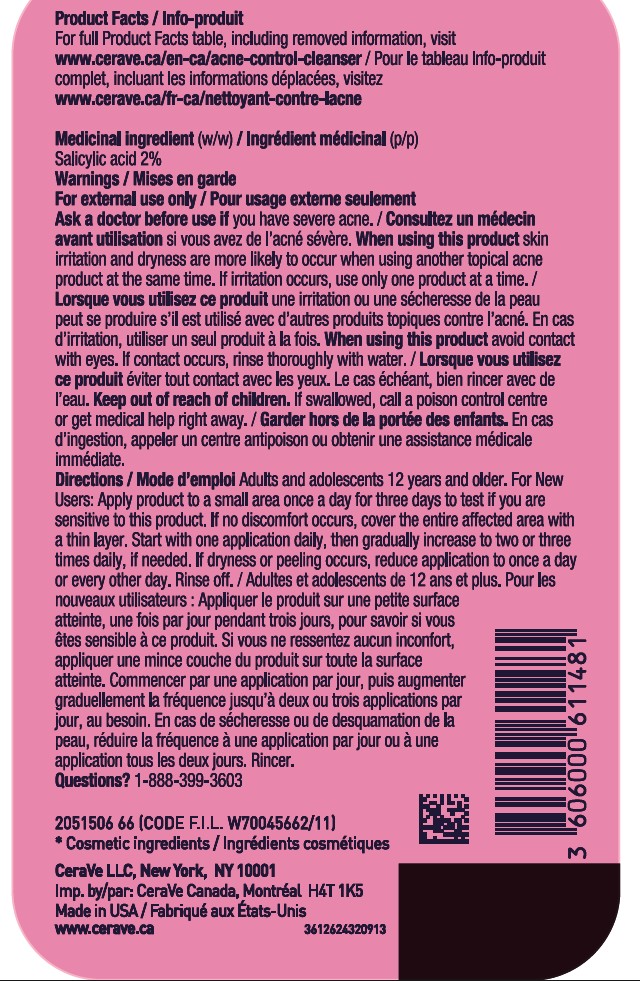 Product Facts / Info-produit
For full Product Facts table, including removed information, visit
www.cerave.ca/en-ca/acne-control-cleanser / Pour le tableau Info-produit
complet, incluant les informations déplacées, visitez
www.cerave.ca/fr-ca/nettoyant-contre-lacne
Medicinal ingredient (w/w) / Ingrédient médicinal (p/p)
Salicylic acid 2%
Warnings / Mises en garde
For external use only / Pour usage externe seulement
Ask a doctor before use if you have severe acne. / Consultez un médecin
avant utilisation si vous avez de l'acné sévère. When using this product skin
irritation and dryness are more likely to occur when using another topical acne
product at the same time. If irritation occurs, use only one product at a time. /
Lorsque vous utilisez ce produit une irritation ou une sécheresse de la peau
peut se produire s'il est utilisé avec d'autres produits topiques contre l'acné. En cas
d'irritation, utiliser un seul produit à la fois. When using this product avoid contact
with eyes. If contact occurs, rinse thoroughly with water. / Lorsque vous utilisez
ce produit éviter tout contact avec les yeux. Le cas échéant, bien rincer avec de
l'eau. Keep out of reach of children. If swallowed, call a poison control centre
or get medical help right away. / Garder hors de la portée des enfants. En cas
d'ingestion, appeler un centre antipoison ou obtenir une assistance médicale
immédiate.
Directions / Mode d'emploi Adults and adolescents 12 years and older. For New
Users: Apply product to a small area once a day for three days to test if you are
sensitive to this product. If no discomfort occurs, cover the entire affected area with
a thin layer. Start with one application daily, then gradually increase to two or three
times daily, if needed. If dryness or peeling occurs, reduce application to once a day
or every other day. Rinse off. / Adultes et adolescents de 12 ans et plus. Pour les
nouveaux utilisateurs : Appliquer le produit sur une petite surface
atteinte, une fois par jour pendant trois jours, pour savoir si vous
êtes sensible à ce produit. Si vous ne ressentez aucun inconfort,
appliquer une mince couche du produit sur toute la surface
atteinte. Commencer par une application par jour, puis augmenter
graduellement la fréquence jusqu'à deux ou trois applications par
jour, au besoin. En cas de sécheresse ou de desquamation de la
peau, réduire la fréquence à une application par jour ou à une
application tous les deux jours. Rincer.
Questions? 1-888-399-3603
3 606000 611481
2051506 66 (CODE F.I.L. W70045662/11)
* Cosmetic ingredients / Ingrédients cosmétiques
CeraVe LLC, New York, NY 10001
Imp. by/par: CeraVe Canada, Montréal H4T 1K5
Made in USA / Fabriqué aux États-Unis
www.cerave.ca
3612624320913